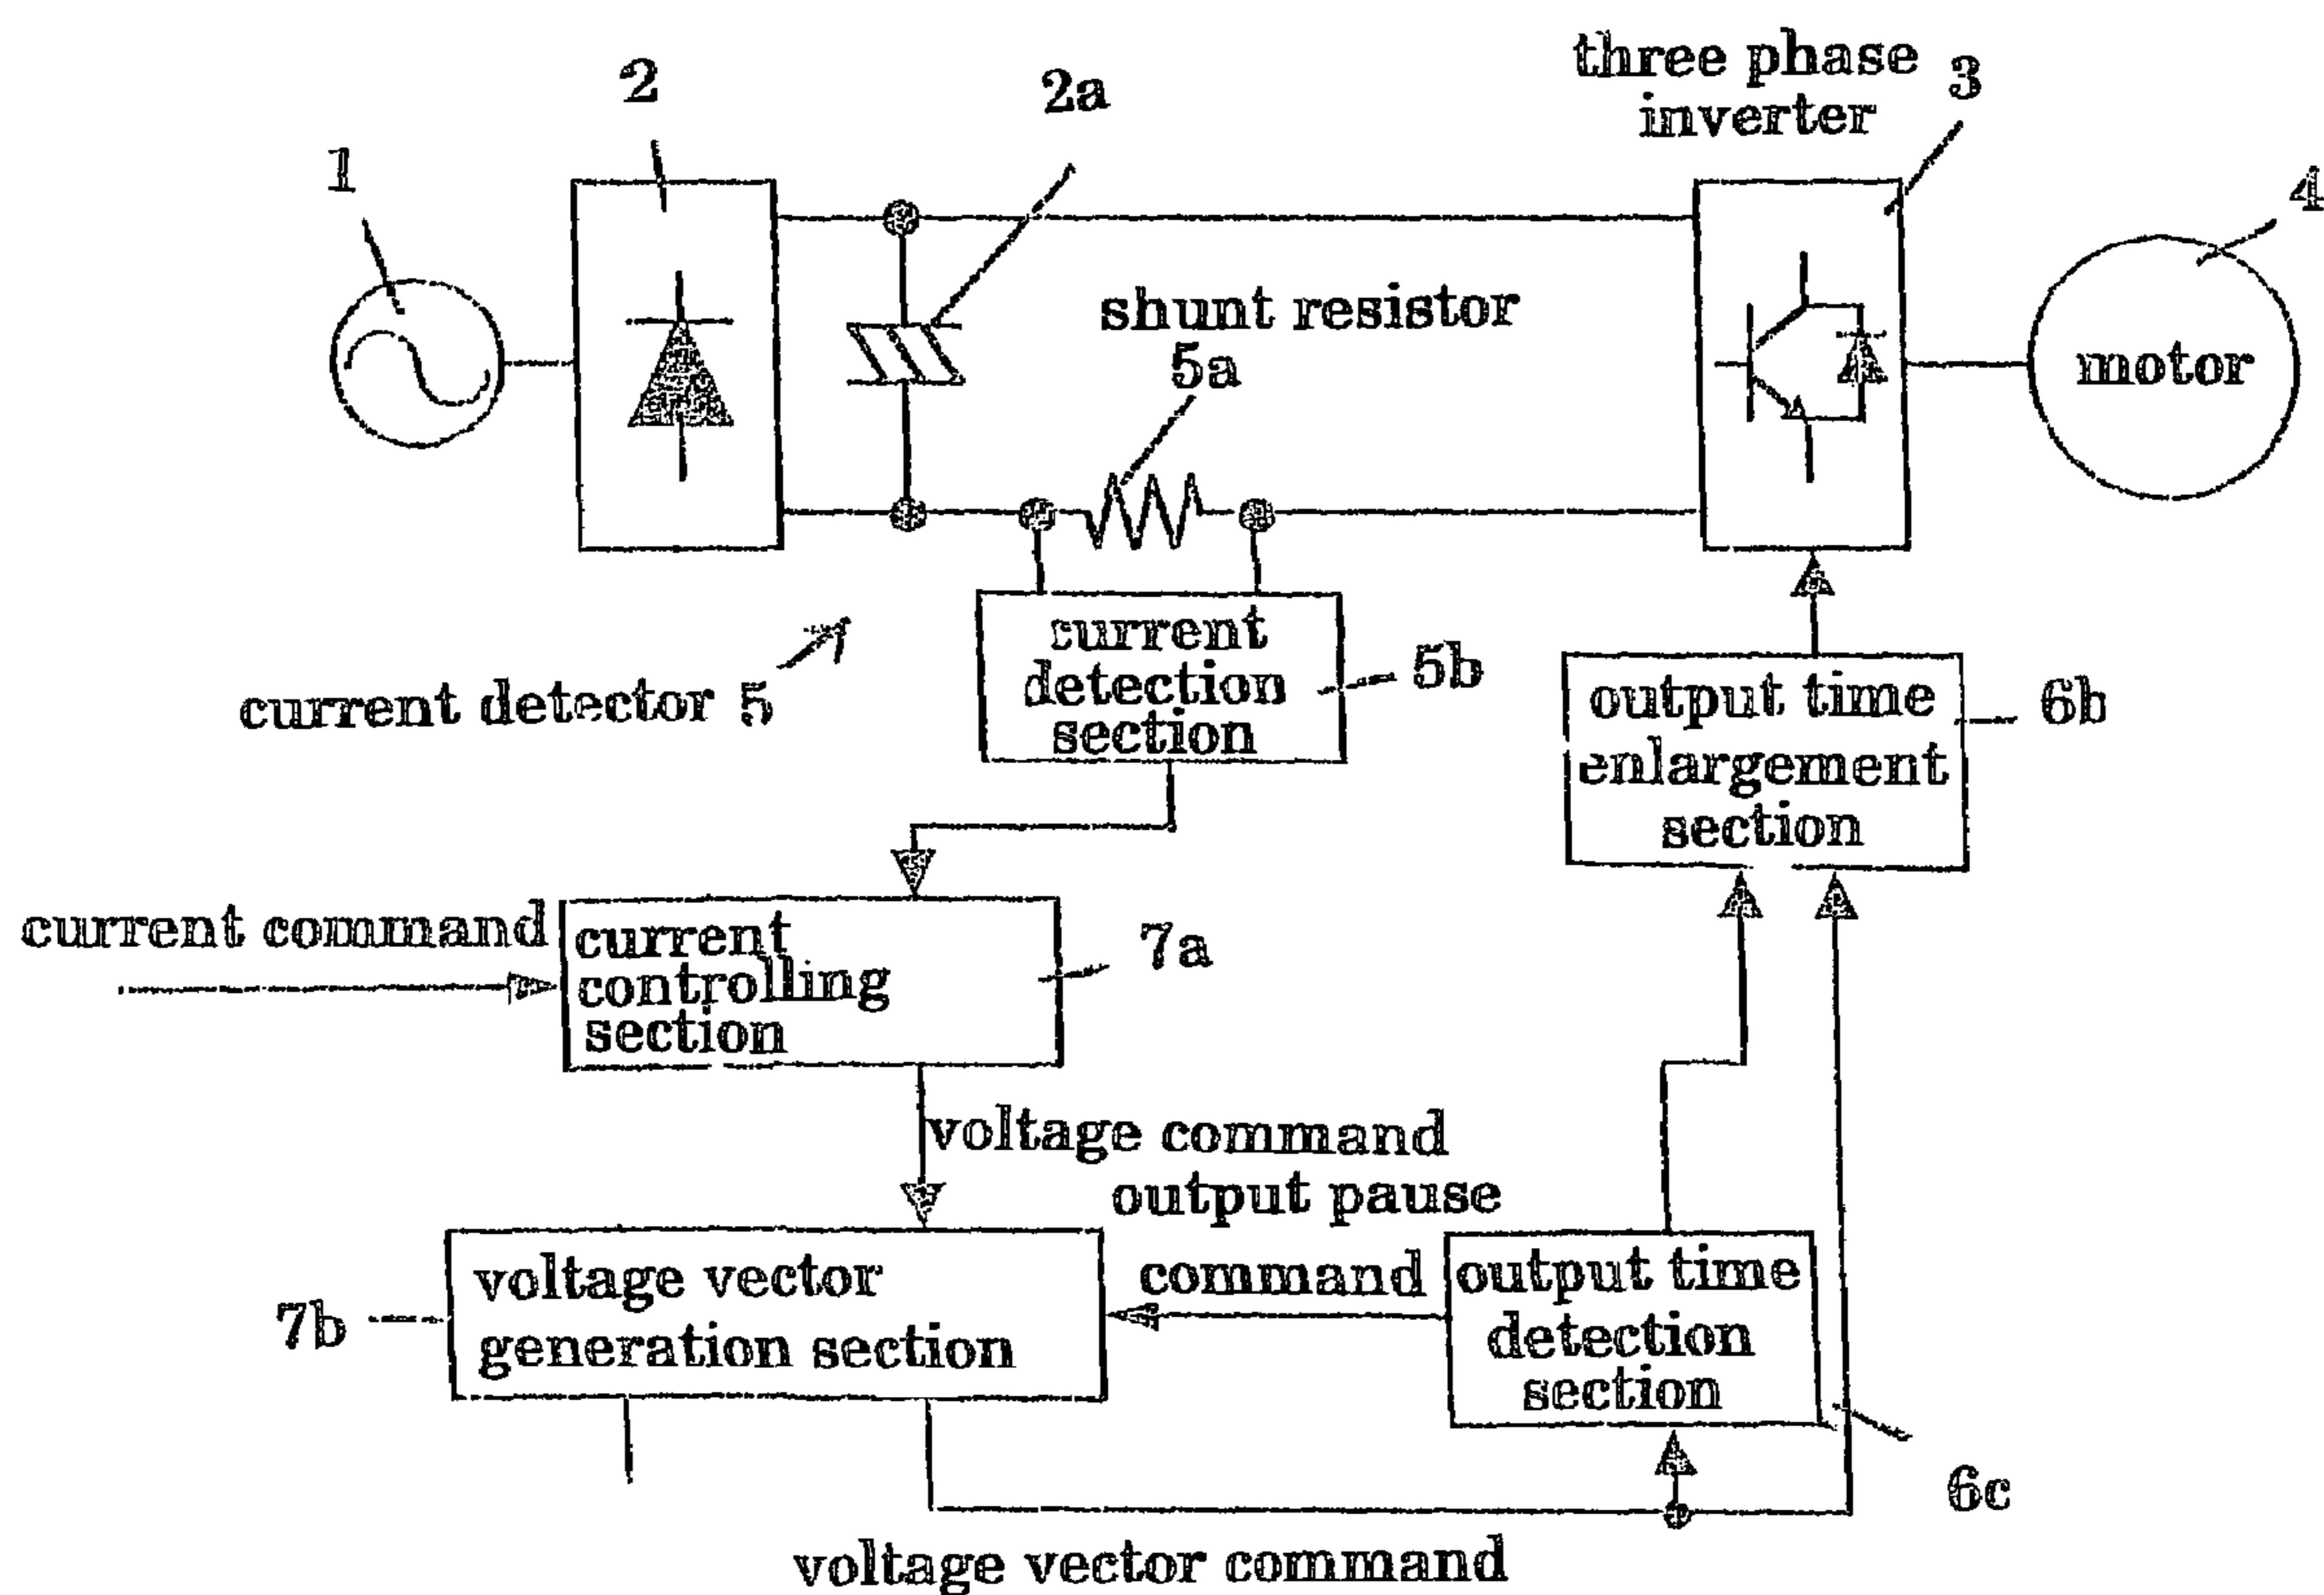 three phase
inverter
3
2
2a
1
4
shunt resistor
5a
motor
current
detection
section
5b
current detector 5
output time
enlargement
section
6b
current command
current
controlling
section
7a
voltage command
output pause
command
voltage vector
generation section
7b
output time
detection
section
6c
voltage vector command